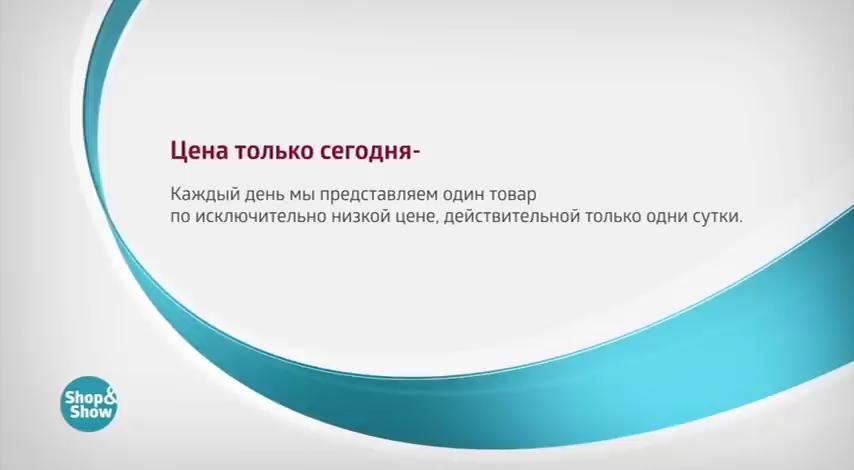 Цена только сегодня-
Каждый день мы представляем один товар
по исключительно низкой цене, действительной только одни сутки.
Shop&
Show